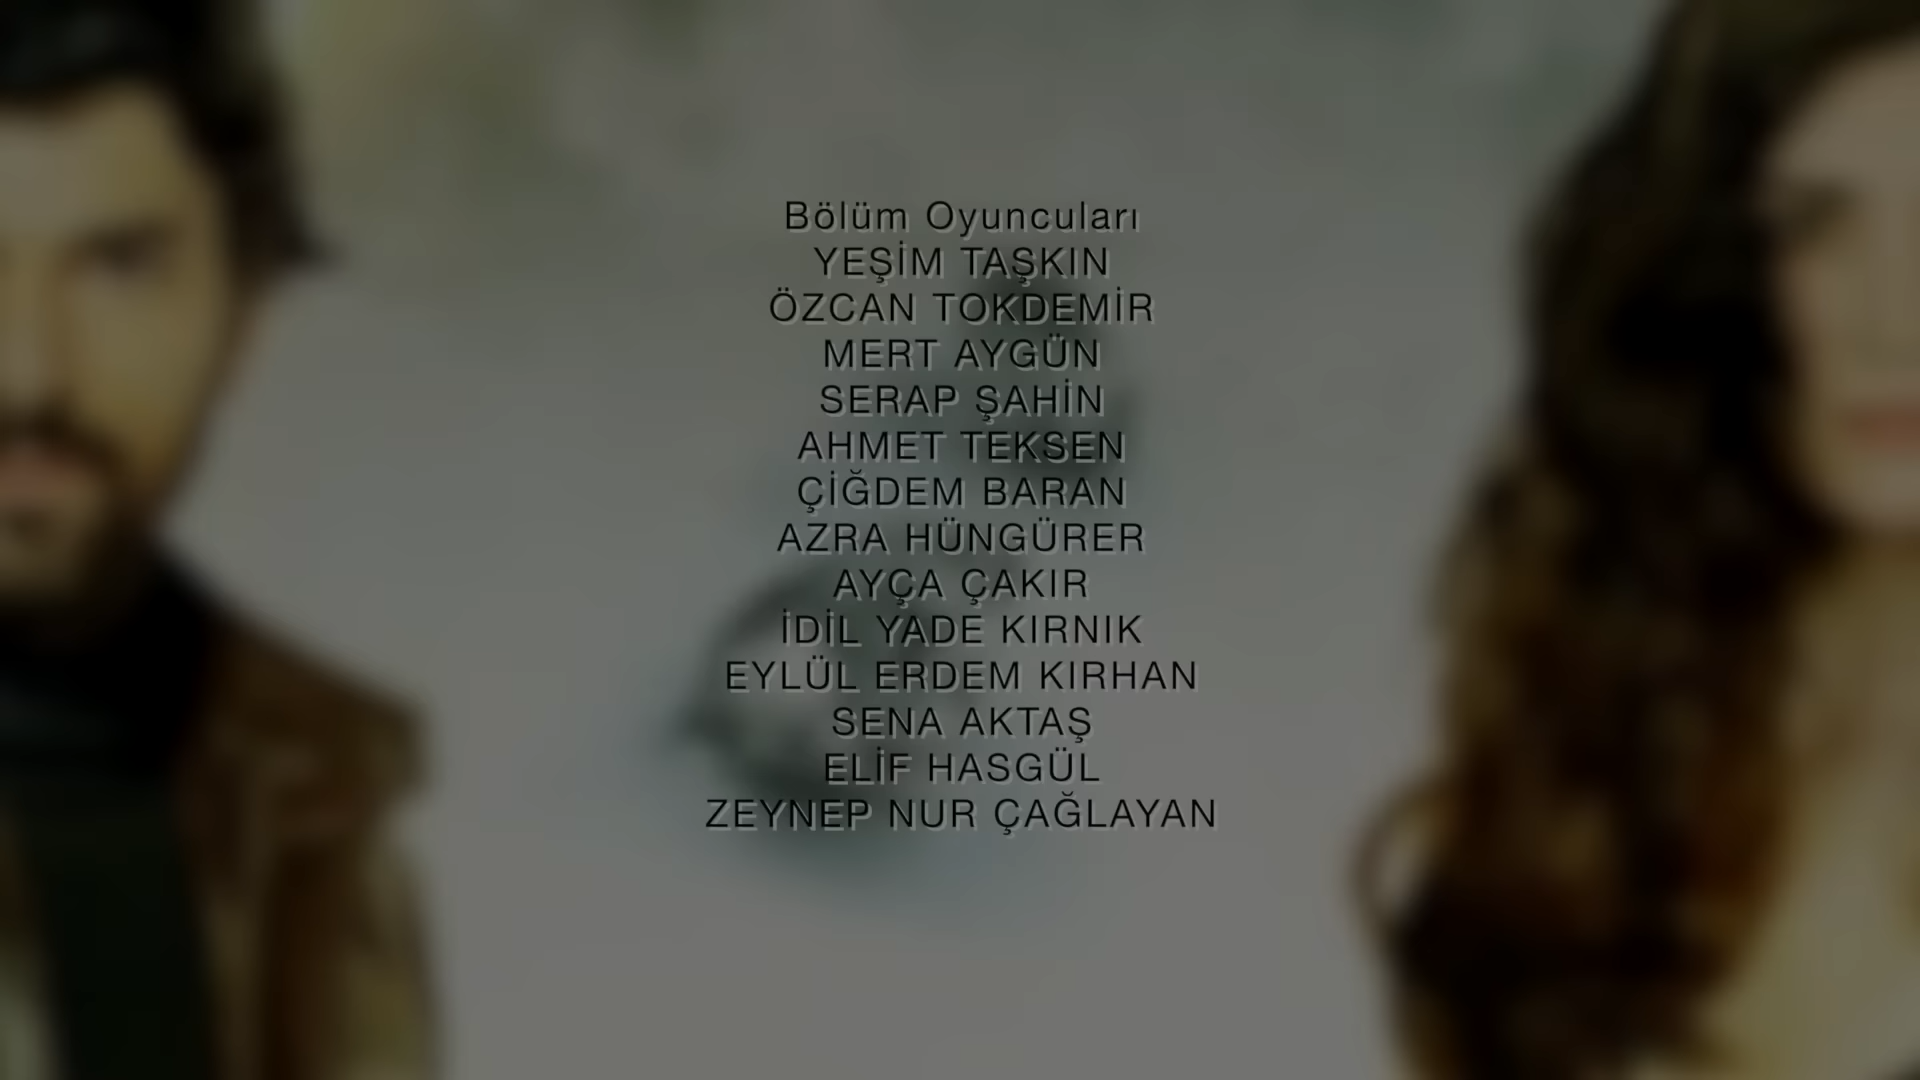 Bölüm Oyuncuları
YEŞİM TAŞKIN
ÖZCAN TOKDEMİR
MERT AYGÜN
SERAP ŞAHİN
AHMET TEKSEN
ÇİĞDEM BARAN
AZRA HÜNGÜRER
AYÇA ÇAKIR
İDİL YADE KIRNIK
EYLÜL ERDEM KIRHAN
SENA AKTAŞ
ELİF HASGÜL
ZEYNEP NUR ÇAĞLAYAN